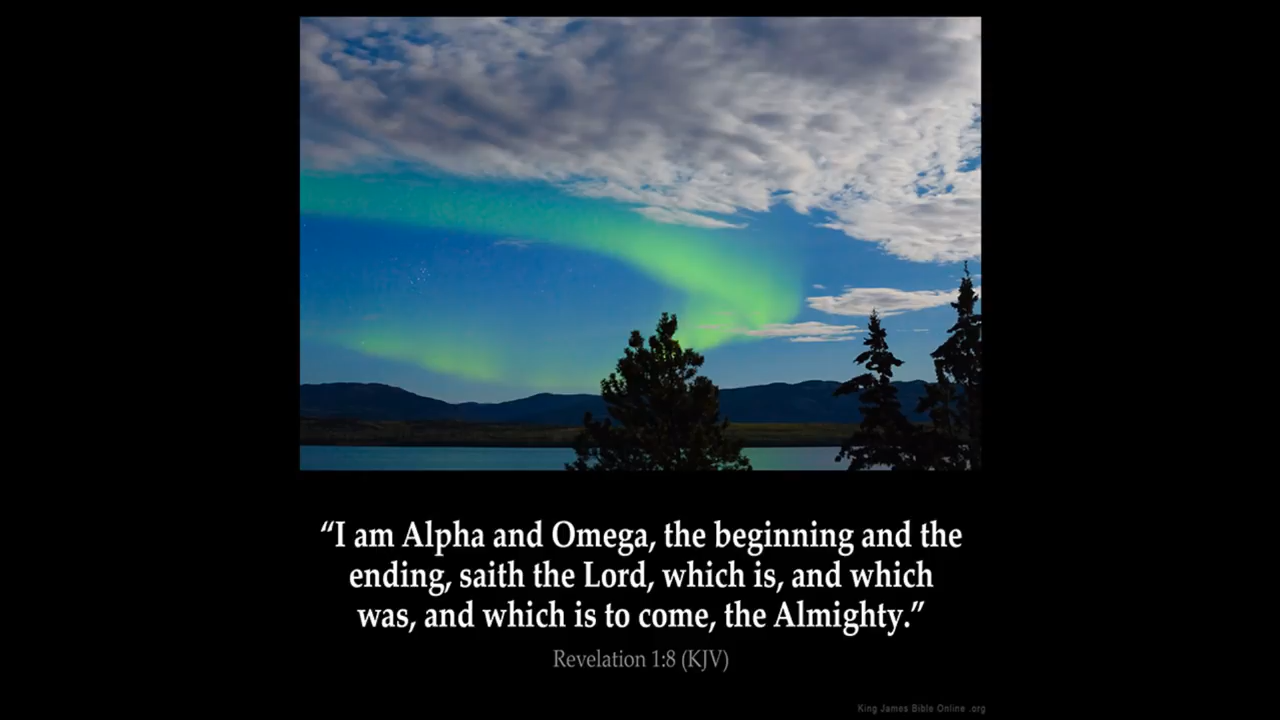 “I am Alpha and Omega, the beginning and the
ending, saith the Lord, which is, and which
was, and which is to come, the Almighty.”
Revelation 1:8 (KJV)
King James Bible Online .org